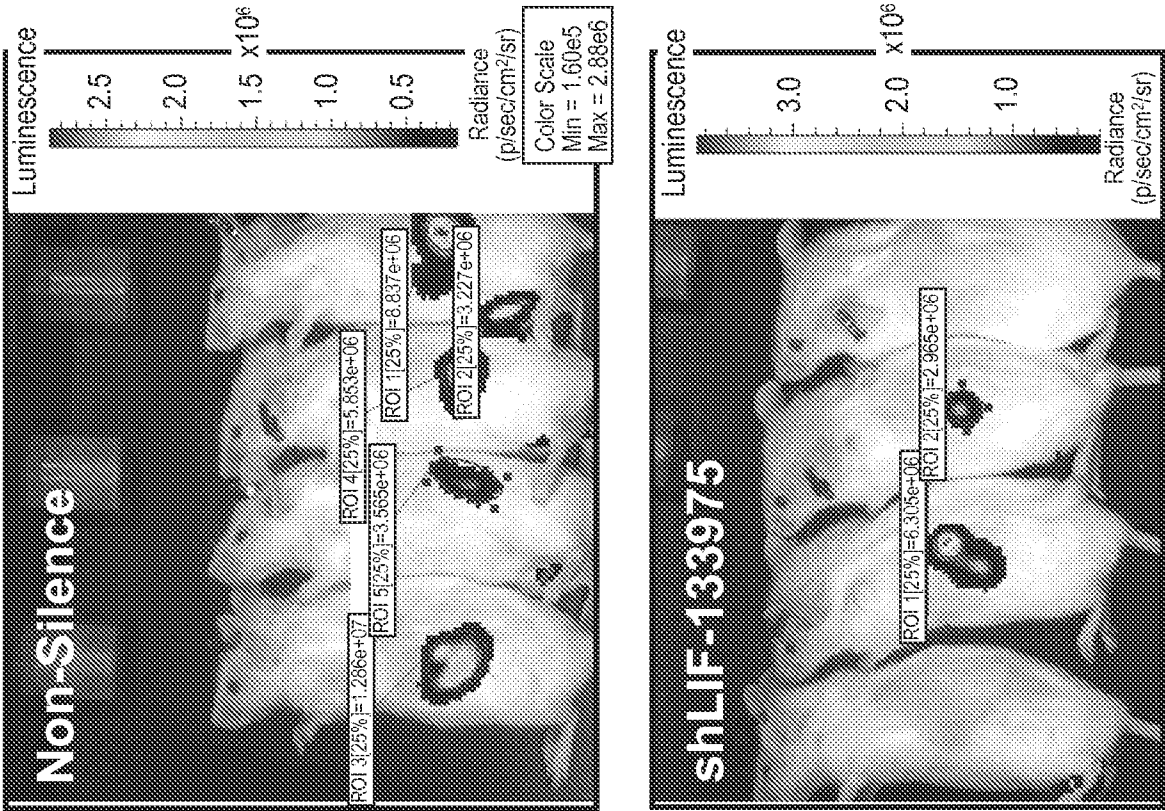 Non-Silence
ROI 3[25%]=1.286e+07
ROI 5[25%]=3.565e+06
ROI 4[25%]=5.853e+06
ROI 1[25%]=8.837e+06
ROI 2[25%]=3.227e+06
Luminescence
2.5
2.0
1.5
x10⁶
1.0
0.5
Radiance
(p/sec/cm²/sr)
Color Scale
Min = 1.60e5
Max = 2.88e6
shLIF-133975
ROI 1[25%]=6.305e+06
ROI 2[25%]=2.965e+06
Luminescence
3.0
2.0
x10⁶
1.0
Radiance
(p/sec/cm²/sr)